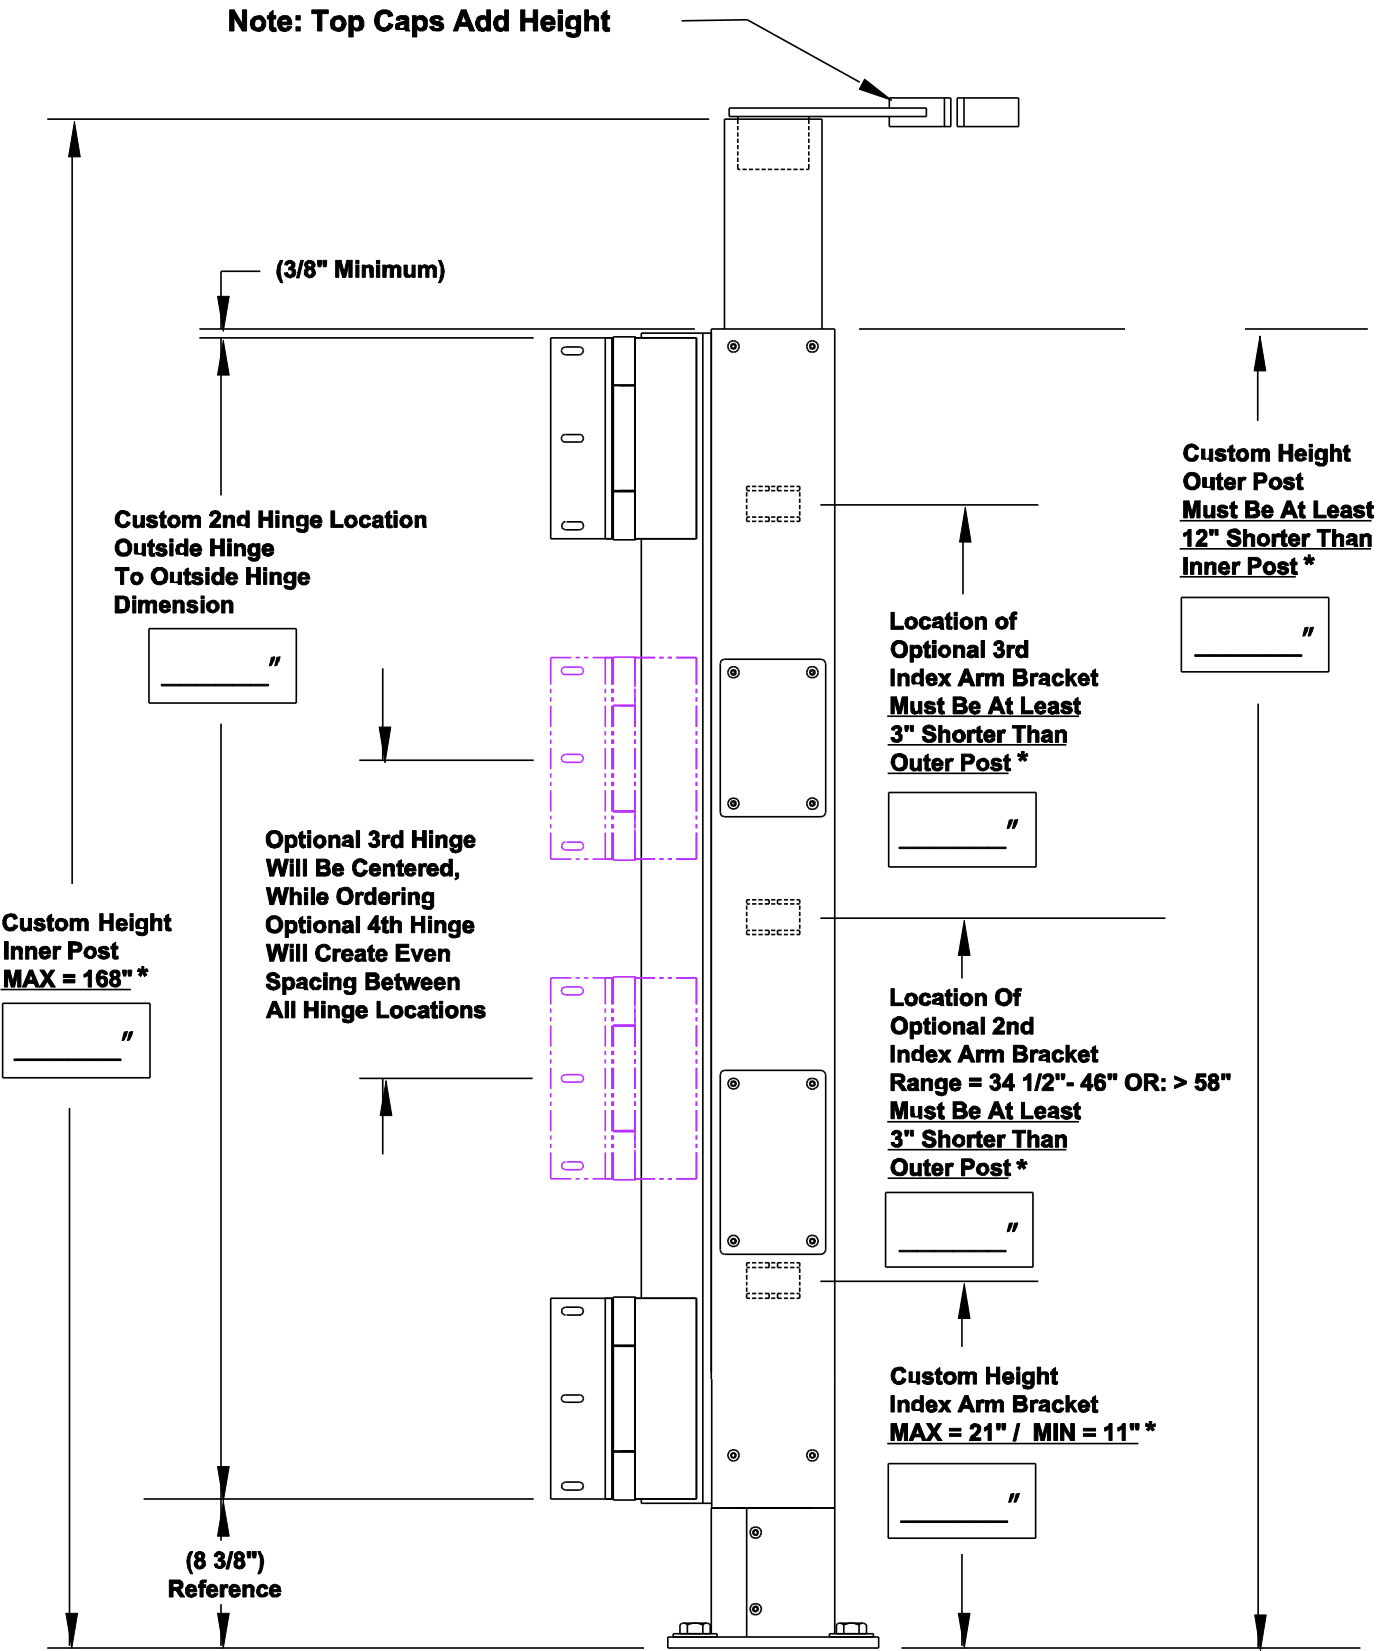 Note: Top Caps Add Height
(3/8" Minimum)
Custom 2nd Hinge Location
Outside Hinge
To Outside Hinge
Dimension
"
Custom Height
Outer Post
Must Be At Least
12" Shorter Than
Inner Post *
"
Location of
Optional 3rd
Index Arm Bracket
Must Be At Least
3" Shorter Than
Outer Post *
"
Optional 3rd Hinge
Will Be Centered,
While Ordering
Optional 4th Hinge
Will Create Even
Spacing Between
All Hinge Locations
Custom Height
Inner Post
MAX = 168" *
"
Location Of
Optional 2nd
Index Arm Bracket
Range = 34 1/2"- 46" OR: > 58"
Must Be At Least
3" Shorter Than
Outer Post *
"
Custom Height
Index Arm Bracket
MAX = 21" / MIN = 11" *
"
(8 3/8")
Reference